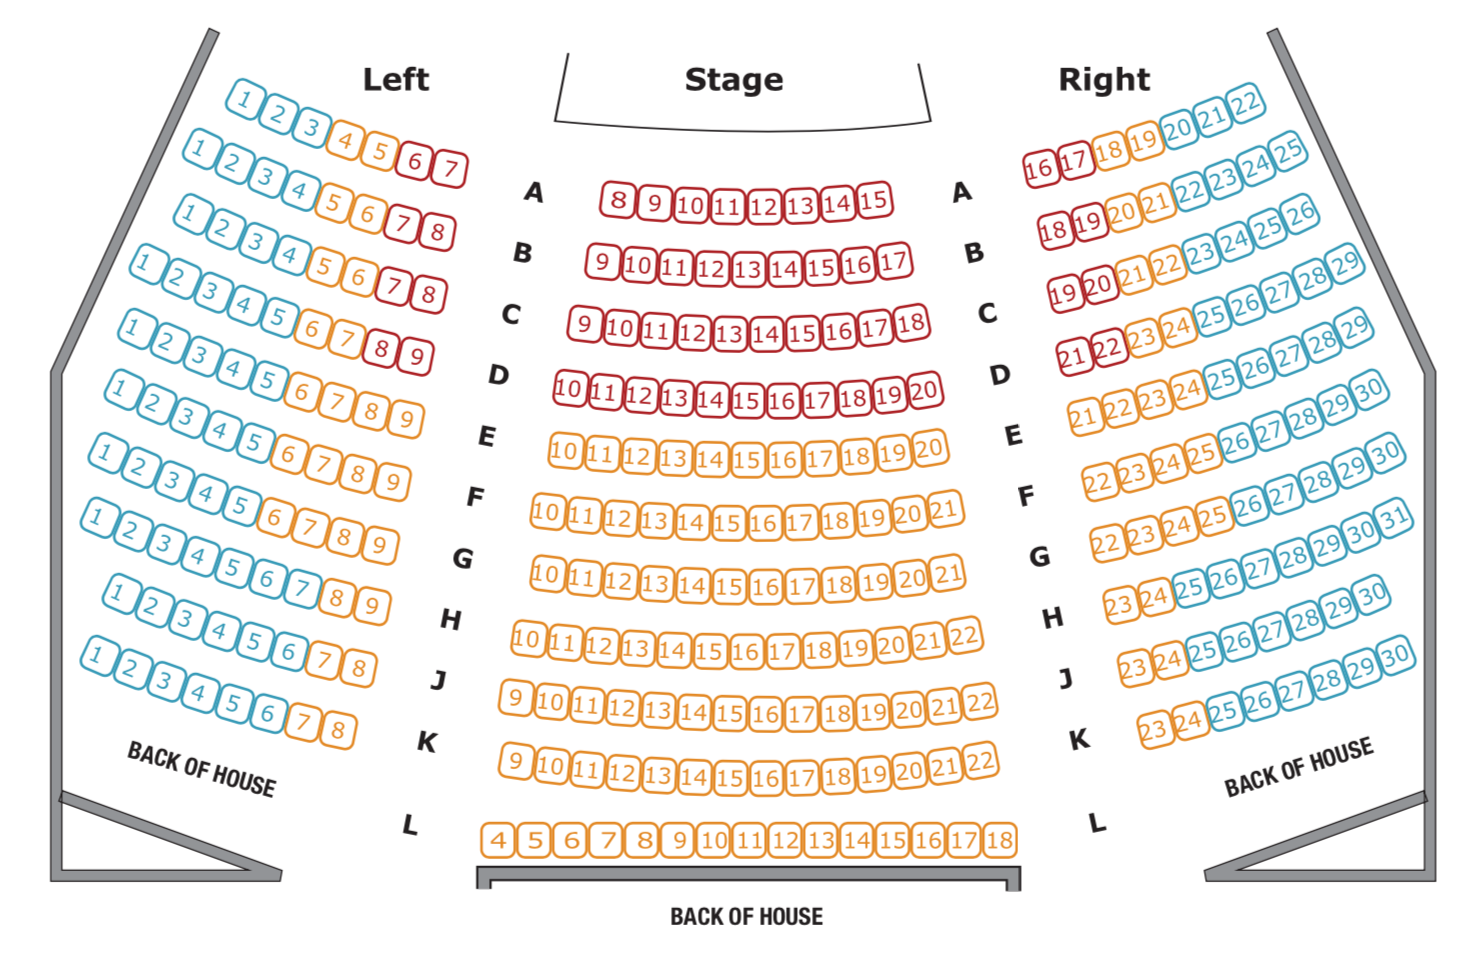 Left Stage Right
1 2 3 4 5 6 7 A 8 9 10 11 12 13 14 15 A 16 17 18 19 20 21 22
1 2 3 4 5 6 7 8 B 9 10 11 12 13 14 15 16 17 B 18 19 20 21 22 23 24 25
1 2 3 4 5 6 7 8 C 9 10 11 12 13 14 15 16 17 18 C 19 20 21 22 23 24 25 26
1 2 3 4 5 6 7 8 9 D 10 11 12 13 14 15 16 17 18 19 20 D 21 22 23 24 25 26 27 28 29
1 2 3 4 5 6 7 8 9 E 10 11 12 13 14 15 16 17 18 19 20 E 21 22 23 24 25 26 27 28 29
1 2 3 4 5 6 7 8 9 F 10 11 12 13 14 15 16 17 18 19 20 21 F 22 23 24 25 26 27 28 29 30
1 2 3 4 5 6 7 8 9 G 10 11 12 13 14 15 16 17 18 19 20 21 G 22 23 24 25 26 27 28 29 30
1 2 3 4 5 6 7 8 9 H 10 11 12 13 14 15 16 17 18 19 20 21 22 H 23 24 25 26 27 28 29 30 31
1 2 3 4 5 6 7 8 J 9 10 11 12 13 14 15 16 17 18 19 20 21 22 J 23 24 25 26 27 28 29 30
1 2 3 4 5 6 7 8 K 9 10 11 12 13 14 15 16 17 18 19 20 21 22 K 23 24 25 26 27 28 29 30
BACK OF HOUSE BACK OF HOUSE
L 4 5 6 7 8 9 10 11 12 13 14 15 16 17 18 L
BACK OF HOUSE